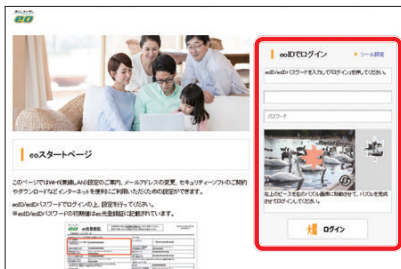 eo
eoIDでログイン
シール設定
eoID/eoIDパスワードを入力して「ログイン」を押してください。
パスワード
右上のピースを左のパズル画面に移動させて、パズルを完成させてログインしてください。
ログイン
eoスタートページ
このページではWi-Fi(無線LAN)設定のご案内、メールアドレスの変更、セキュリティーソフトのご契約
やダウンロードなどインターネットを便利にご利用いただくための設定ができます。
eoID/eoIDパスワードでログインの上、設定を行ってください。
※eoID/eoIDパスワードの初期値はeo光登録証に記載されています。